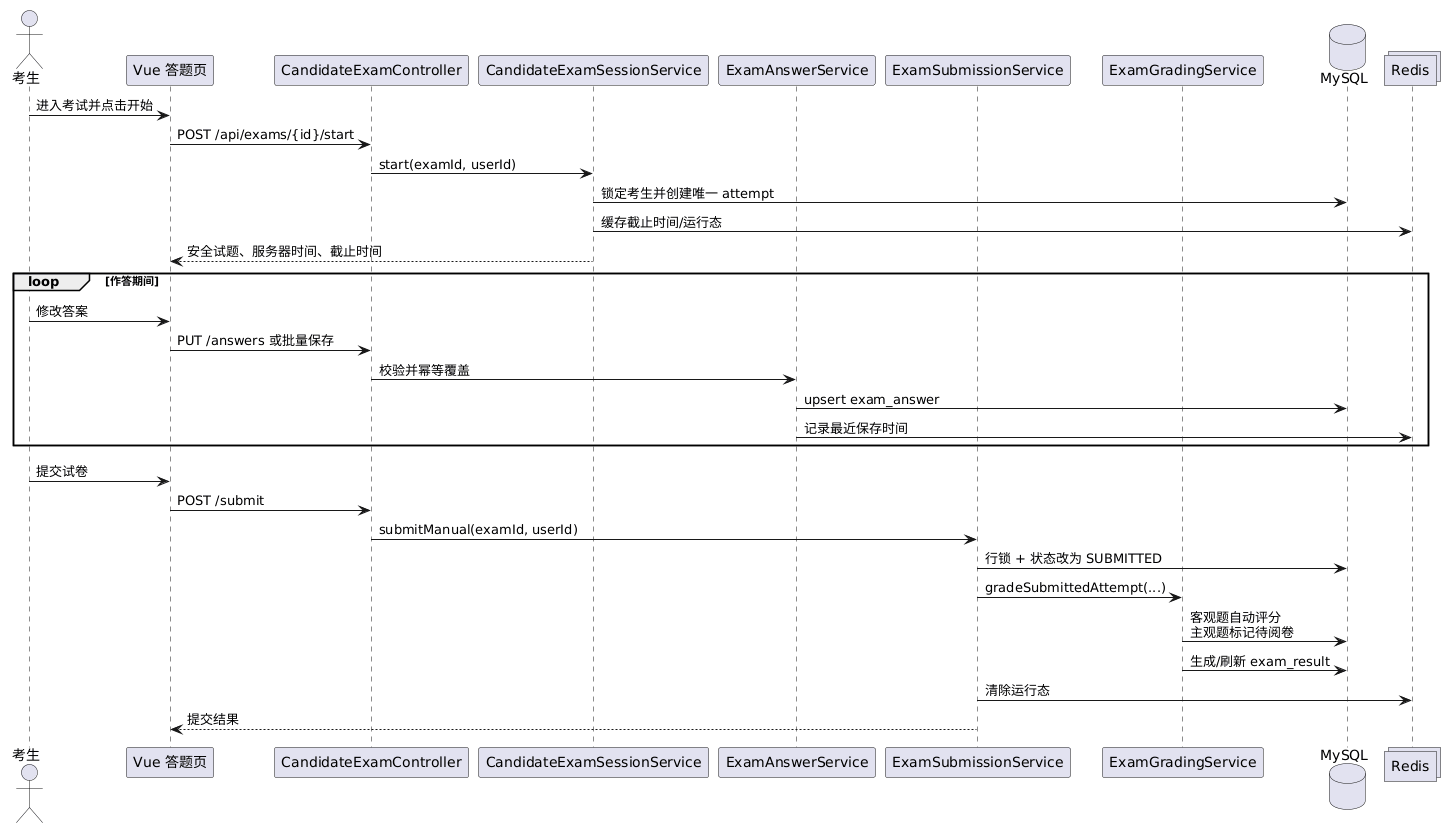 考生
Vue 答题页
CandidateExamController
CandidateExamSessionService
ExamAnswerService
ExamSubmissionService
ExamGradingService
MySQL
Redis
进入考试并点击开始
POST /api/exams/{id}/start
start(examId, userId)
锁定考生并创建唯一 attempt
缓存截止时间/运行态
安全试题、服务器时间、截止时间
loop
[作答期间]
修改答案
PUT /answers 或批量保存
校验并幂等覆盖
upsert exam_answer
记录最近保存时间
提交试卷
POST /submit
submitManual(examId, userId)
行锁 + 状态改为 SUBMITTED
gradeSubmittedAttempt(...)
客观题自动评分
主观题标记待阅卷
生成/刷新 exam_result
清除运行态
提交结果
考生
Vue 答题页
CandidateExamController
CandidateExamSessionService
ExamAnswerService
ExamSubmissionService
ExamGradingService
MySQL
Redis